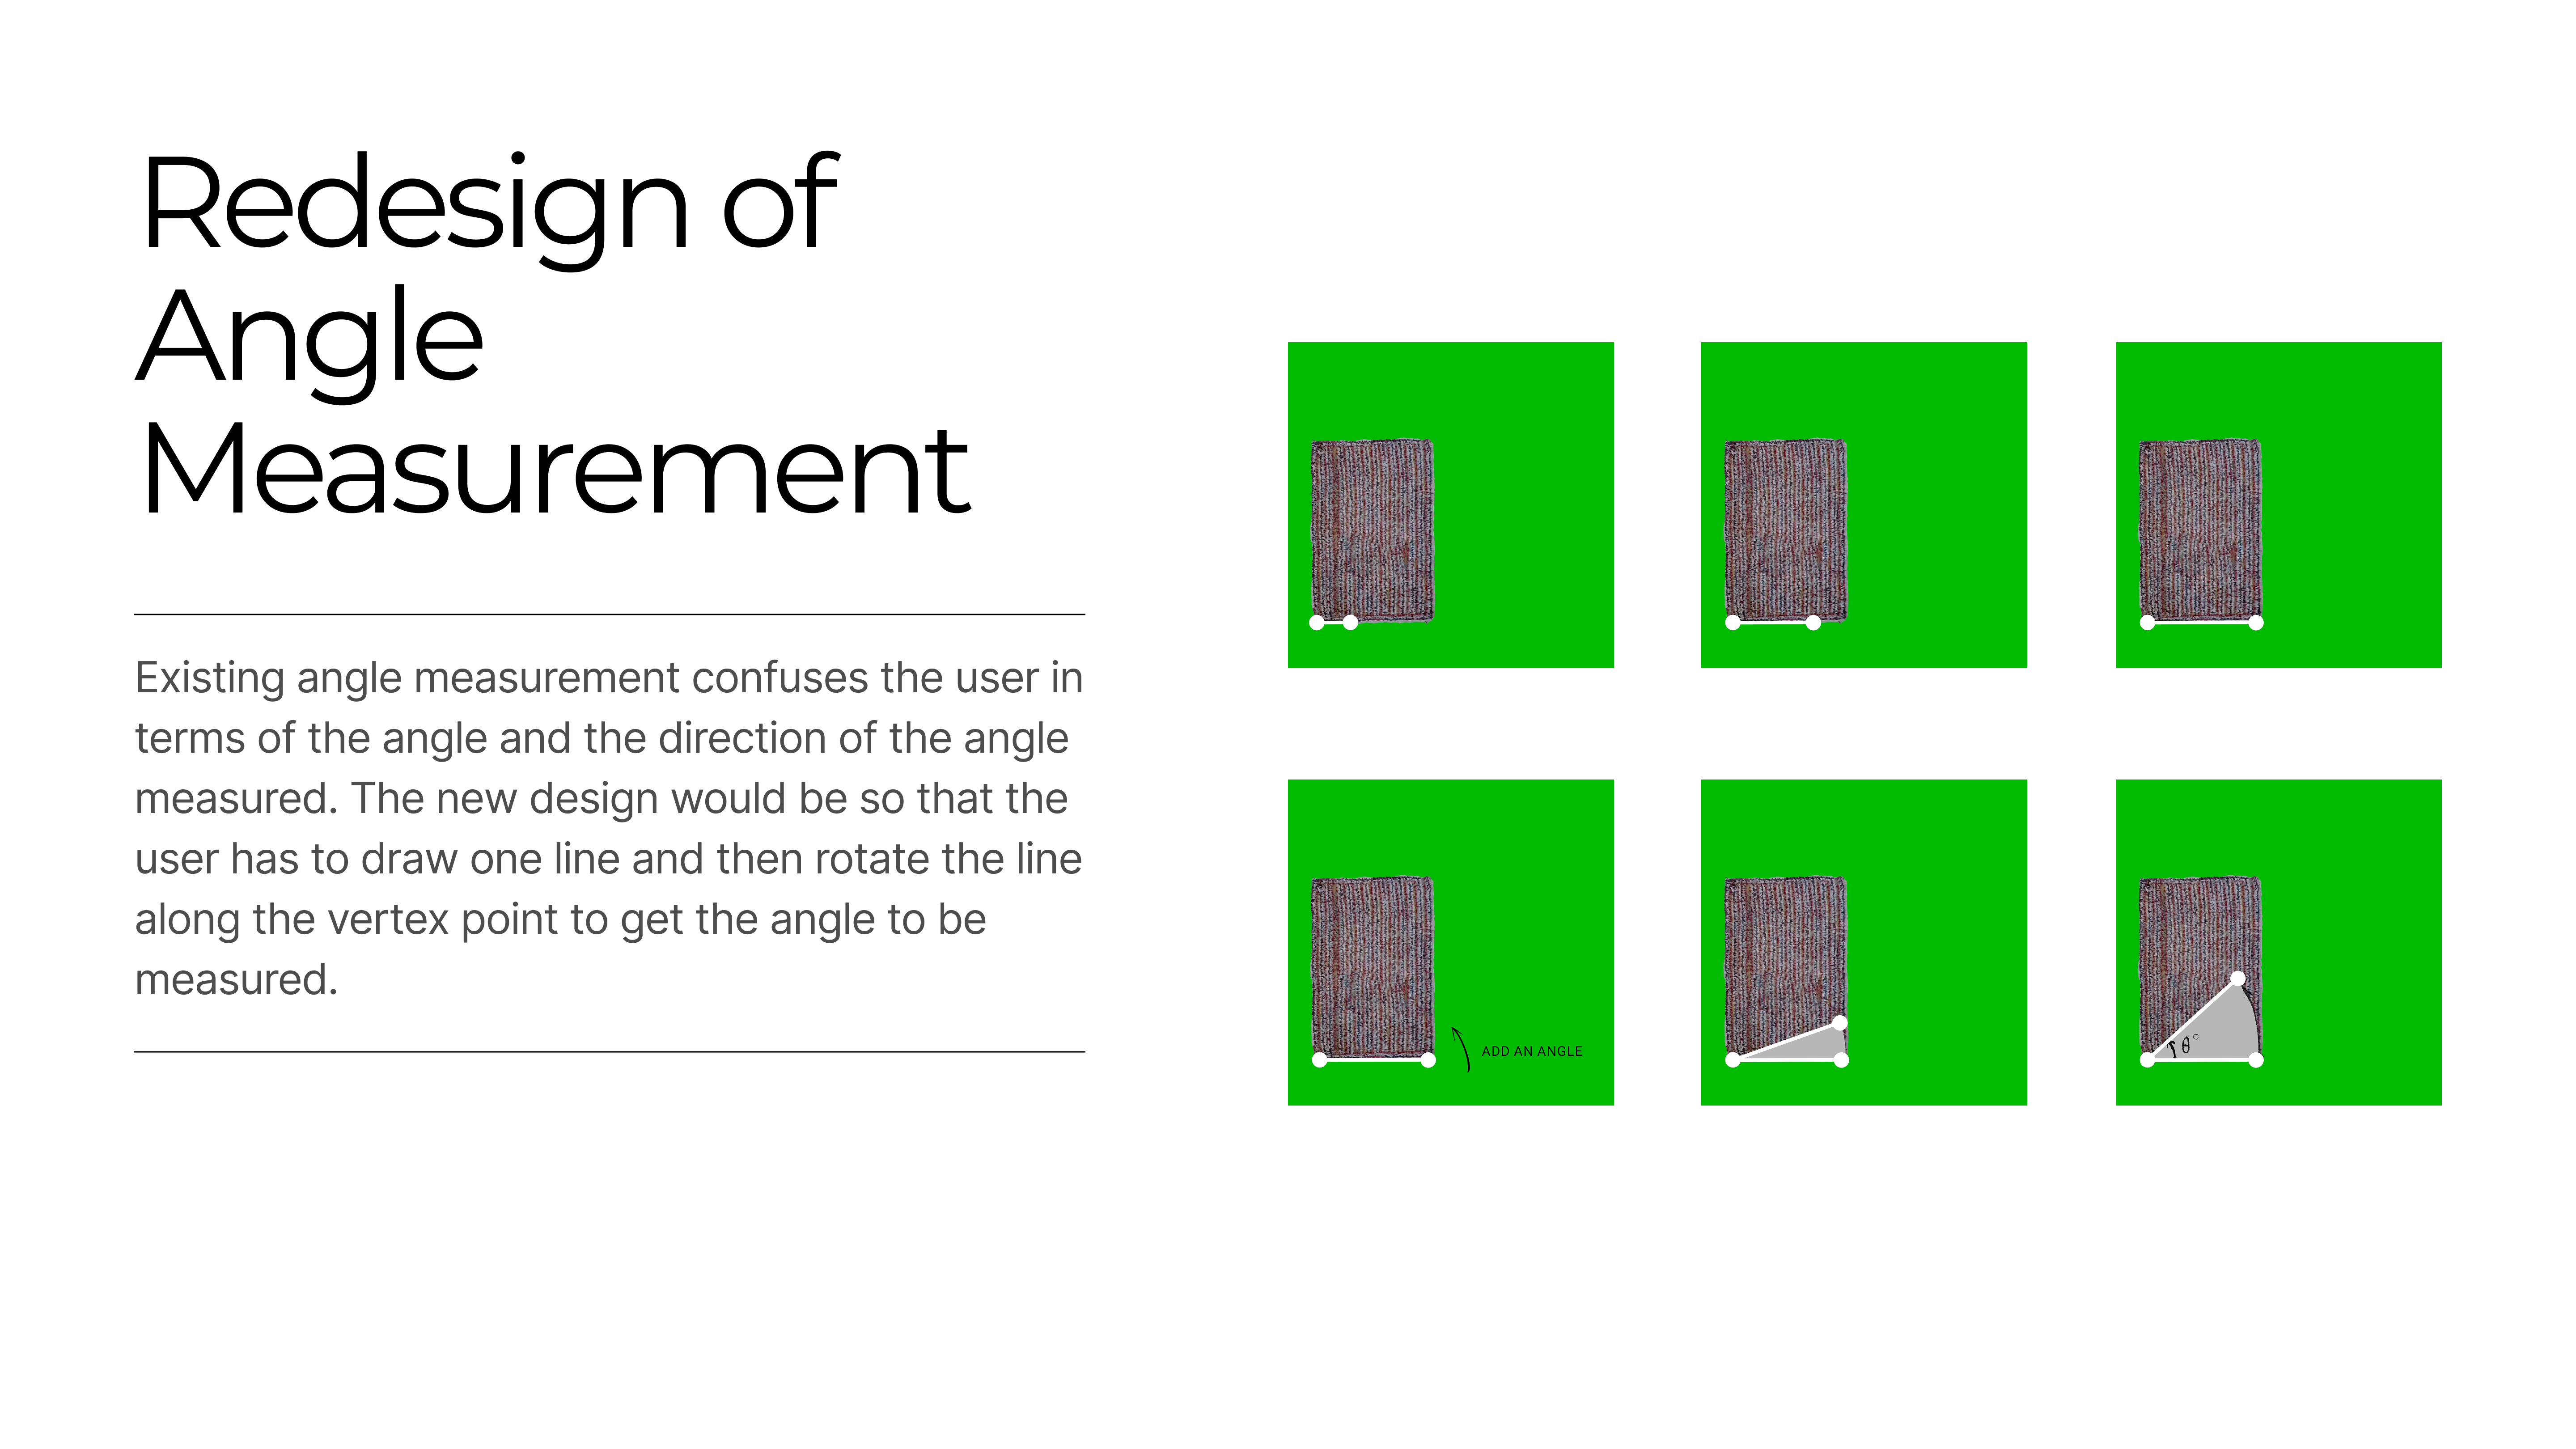 Redesign of
Angle
Measurement
Existing angle measurement confuses the user in
terms of the angle and the direction of the angle
measured. The new design would be so that the
user has to draw one line and then rotate the line
along the vertex point to get the angle to be
measured.
ADD AN ANGLE
θ°